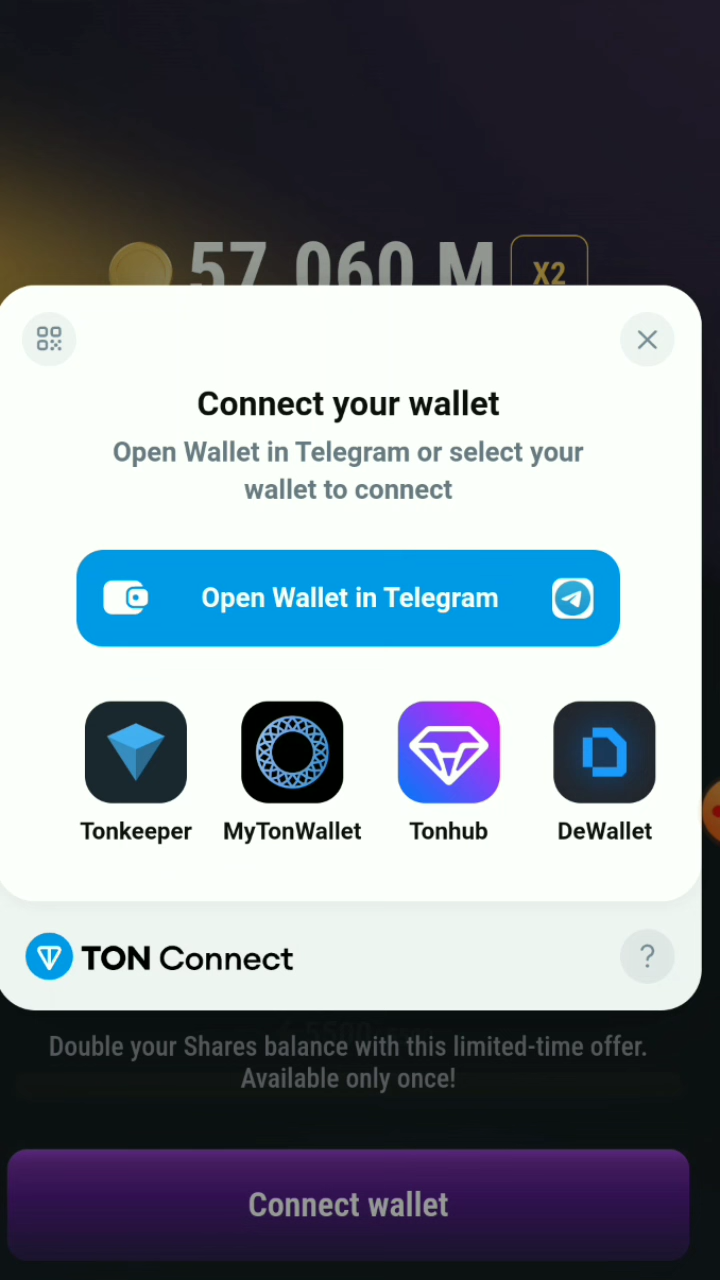 57 060 M X2
Connect your wallet
Open Wallet in Telegram or select your
wallet to connect
Open Wallet in Telegram
Tonkeeper MyTonWallet Tonhub DeWallet
TON Connect
?
Double your Shares balance with this limited-time offer.
Available only once!
Connect wallet